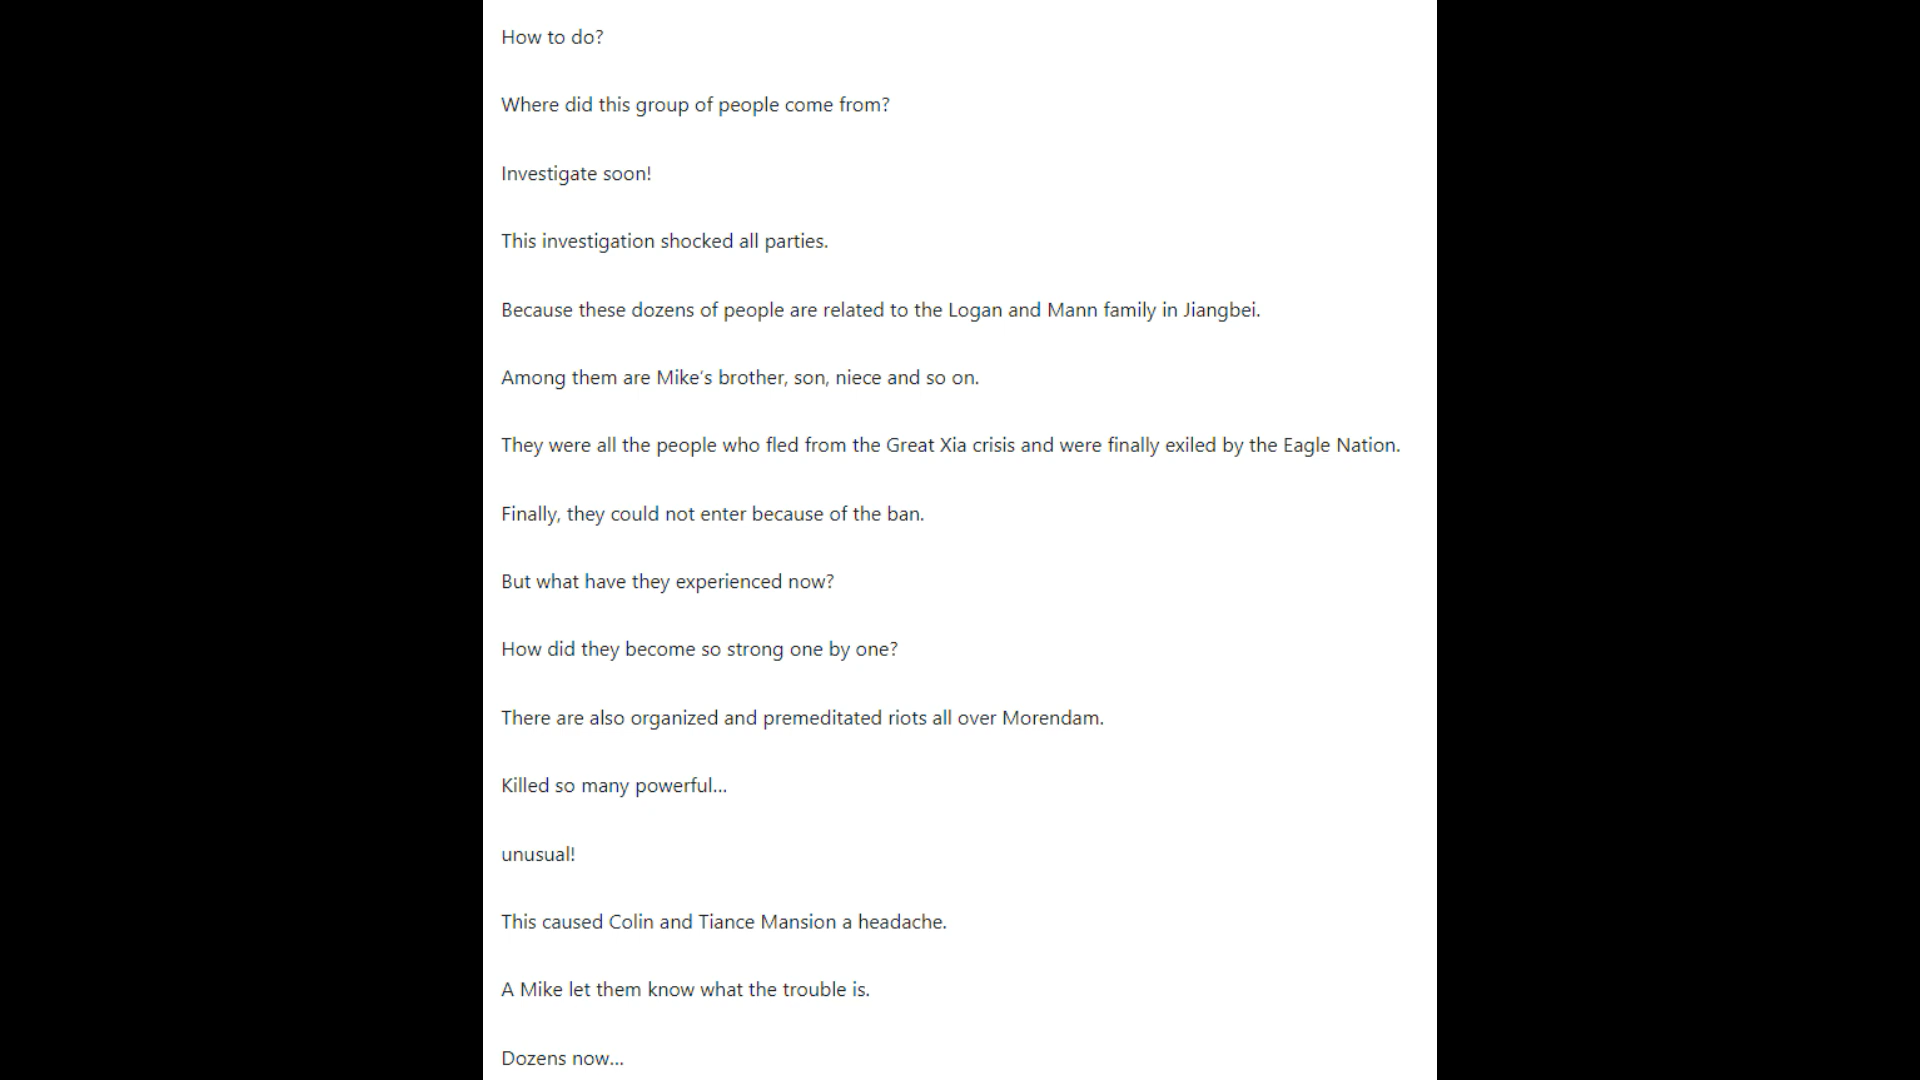 How to do?
Where did this group of people come from?
Investigate soon!
This investigation shocked all parties.
Because these dozens of people are related to the Logan and Mann family in Jiangbei.
Among them are Mike’s brother, son, niece and so on.
They were all the people who fled from the Great Xia crisis and were finally exiled by the Eagle Nation.
Finally, they could not enter because of the ban.
But what have they experienced now?
How did they become so strong one by one?
There are also organized and premeditated riots all over Morendam.
Killed so many powerful...
unusual!
This caused Colin and Tiance Mansion a headache.
A Mike let them know what the trouble is.
Dozens now...